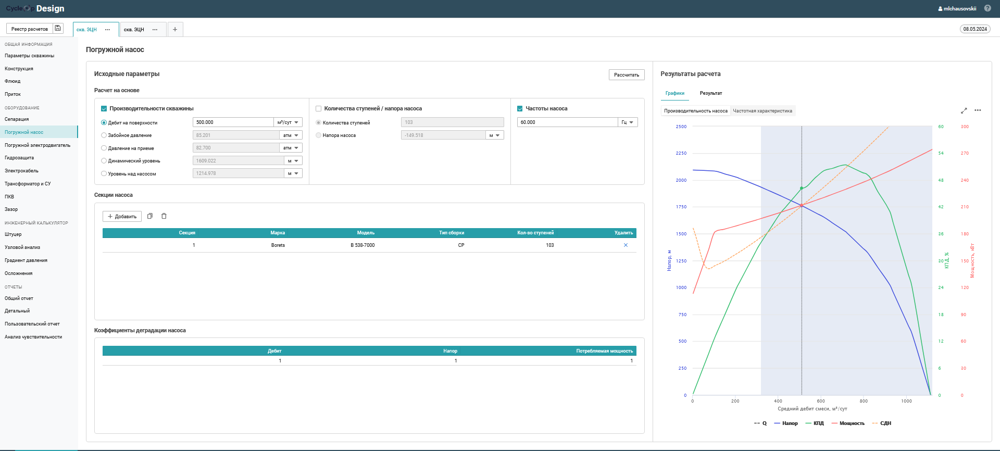 CycleOp Design
mlchausovskii
Реестр расчетов
скв. ЭЦН
скв. ЭЦН
08.05.2024
ОБЩАЯ ИНФОРМАЦИЯ
Параметры скважины
Конструкция
Флюид
Приток
ОБОРУДОВАНИЕ
Сепарация
Погружной насос
Погружной электродвигатель
Гидрозащита
Электрокабель
Трансформатор и СУ
ПКВ
Зазор
ИНЖЕНЕРНЫЙ КАЛЬКУЛЯТОР
Штуцер
Узловой анализ
Градиент давления
Осложнения
ОТЧЕТЫ
Общий отчет
Детальный
Пользовательский отчет
Анализ чувствительности
Погружной насос
Исходные параметры
Рассчитать
Расчет на основе
Производительности скважины
Дебит на поверхности 500.000 м³/сут
Забойное давление 85.201 атм
Давление на приеме 82.700 атм
Динамический уровень 1609.022 м
Уровень над насосом 1214.978 м
Количества ступеней / напора насоса
Количества ступеней 103
Напора насоса -149.518 м
Частоты насоса
60.000 Гц
Секции насоса
+ Добавить
Секция Марка Модель Тип сборки Кол-во ступеней Удалить
1 Borets B 538-7000 СР 103
Коэффициенты деградации насоса
Дебит Напор Потребляемая мощность
1 1 1
Результаты расчета
Графики Результат
Производительность насоса Частотная характеристика
2500 60 300
2250 54 270
2000 48 240
1750 42 210
1500 36 180
1250 30 150
1000 24 120
750 18 90
500 12 60
250 6 30
0 0 0
Напор, м
КПД, %
Мощность, кВт
0 200 400 600 800 1000
Средний дебит смеси, м³/сут
Q Напор КПД Мощность СДН